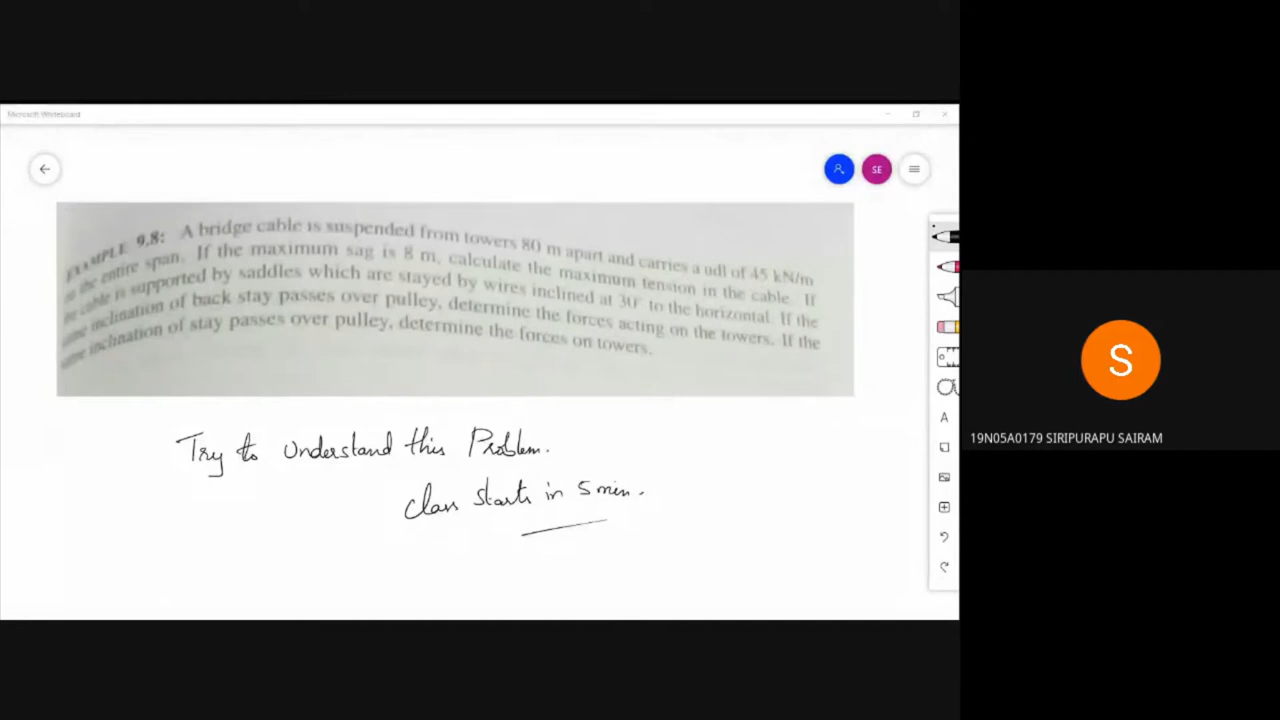 Microsoft Whiteboard
SE
EXAMPLE 9.8: A bridge cable is suspended from towers 80 m apart and carries a udl of 45 kN/m
on the entire span. If the maximum sag is 8 m, calculate the maximum tension in the cable. If
the cable is supported by saddles which are stayed by wires inclined at 30° to the horizontal. If the
same inclination of back stay passes over pulley, determine the forces acting on the towers. If the
same inclination of stay passes over pulley, determine the forces on towers.
Try to Understand this Problem.
class starts in 5 min.
A
S
19N05A0179 SIRIPURAPU SAIRAM